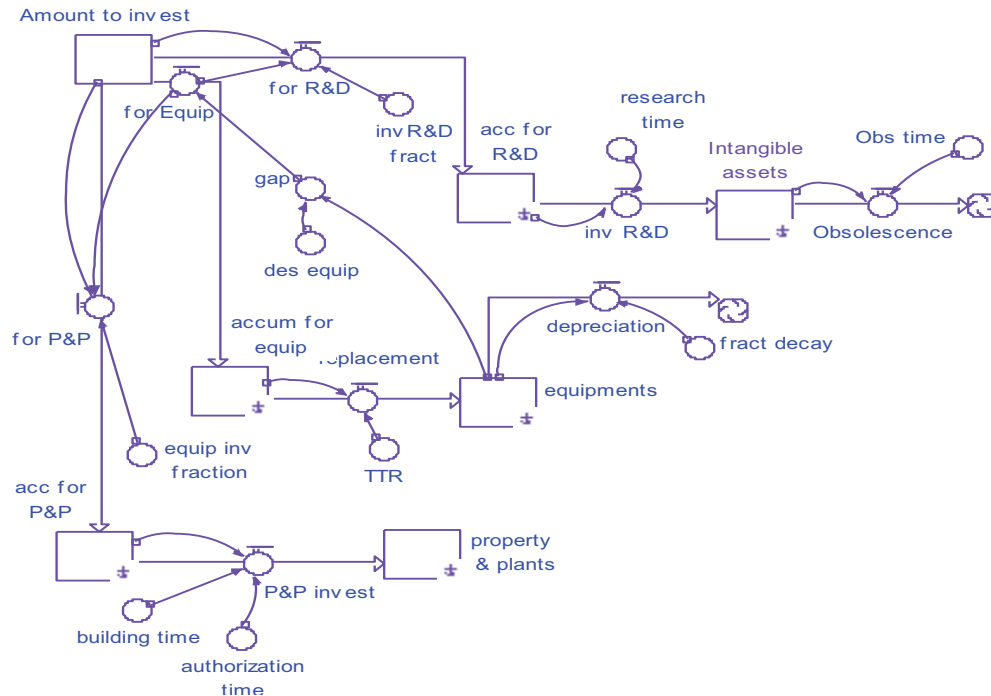 Amount to invest
for R&D
for Equip
inv R&D
fract
research
time
acc for
R&D
Intangible
assets
Obs time
gap
inv R&D
Obsolescence
des equip
for P&P
accum for
equip
replacement
depreciation
fract decay
equipments
equip inv
fraction
TTR
acc for
P&P
property
& plants
P&P invest
building time
authorization
time